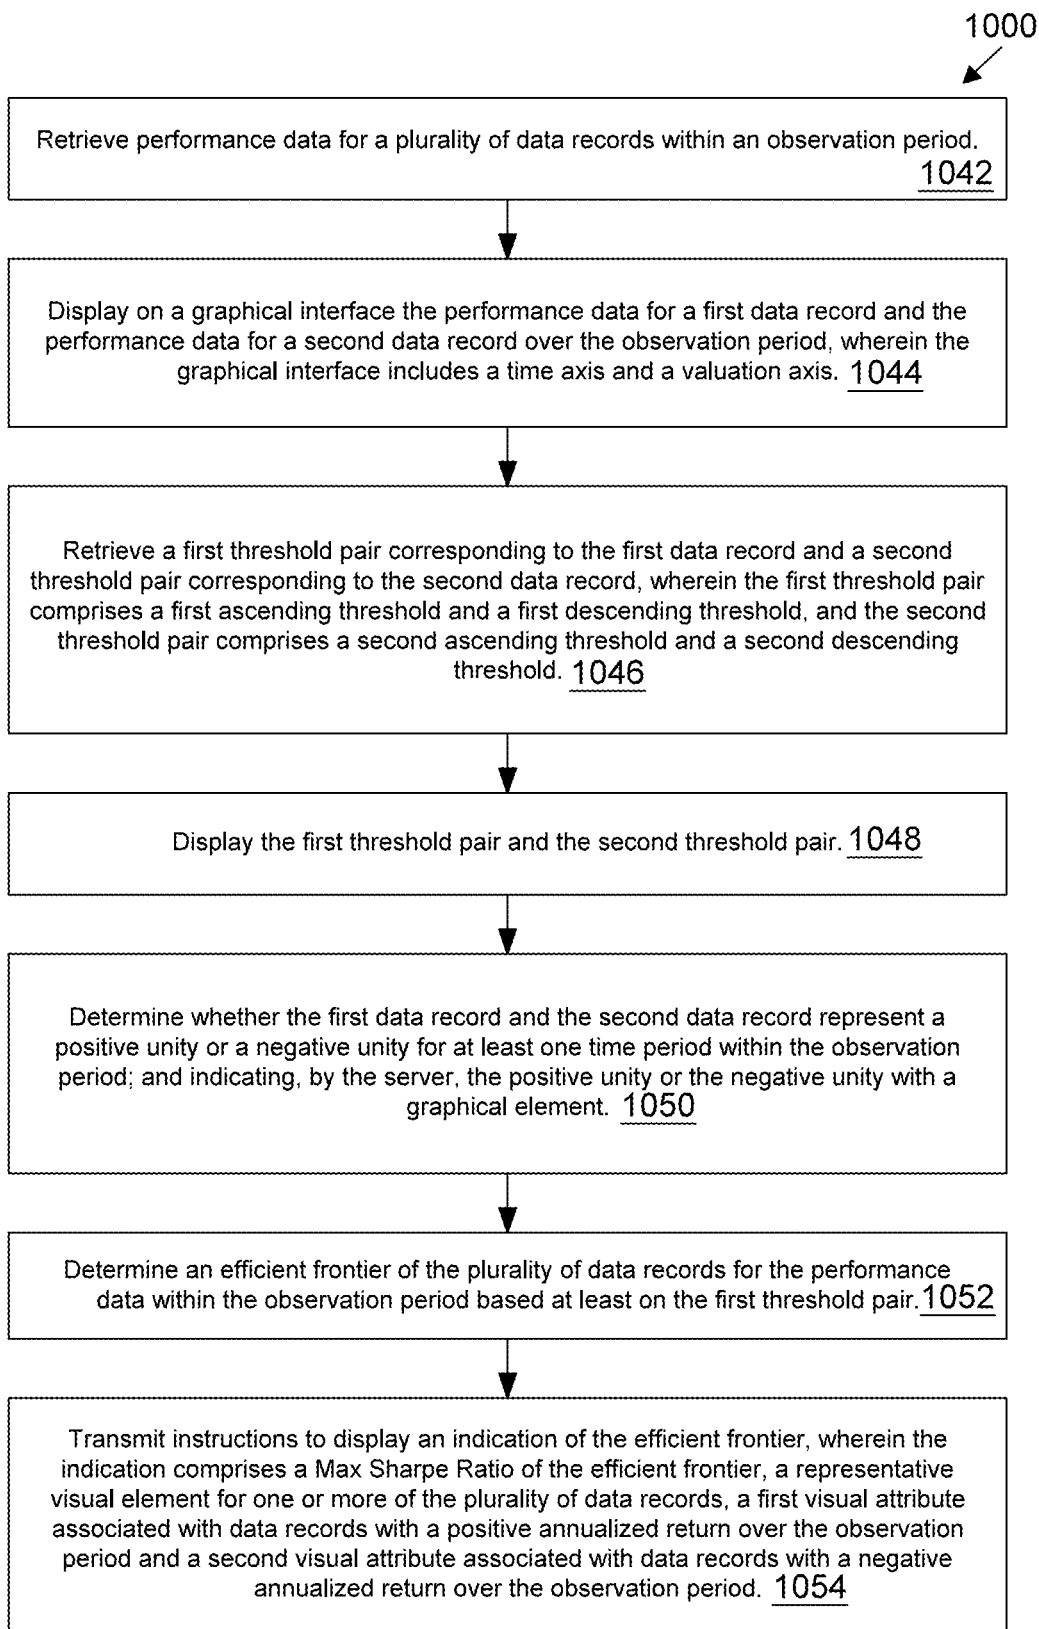 1000
Retrieve performance data for a plurality of data records within an observation period.
1042
Display on a graphical interface the performance data for a first data record and the
performance data for a second data record over the observation period, wherein the
graphical interface includes a time axis and a valuation axis. 1044
Retrieve a first threshold pair corresponding to the first data record and a second
threshold pair corresponding to the second data record, wherein the first threshold pair
comprises a first ascending threshold and a first descending threshold, and the second
threshold pair comprises a second ascending threshold and a second descending
threshold. 1046
Display the first threshold pair and the second threshold pair. 1048
Determine whether the first data record and the second data record represent a
positive unity or a negative unity for at least one time period within the observation
period; and indicating, by the server, the positive unity or the negative unity with a
graphical element. 1050
Determine an efficient frontier of the plurality of data records for the performance
data within the observation period based at least on the first threshold pair. 1052
Transmit instructions to display an indication of the efficient frontier, wherein the
indication comprises a Max Sharpe Ratio of the efficient frontier, a representative
visual element for one or more of the plurality of data records, a first visual attribute
associated with data records with a positive annualized return over the observation
period and a second visual attribute associated with data records with a negative
annualized return over the observation period. 1054